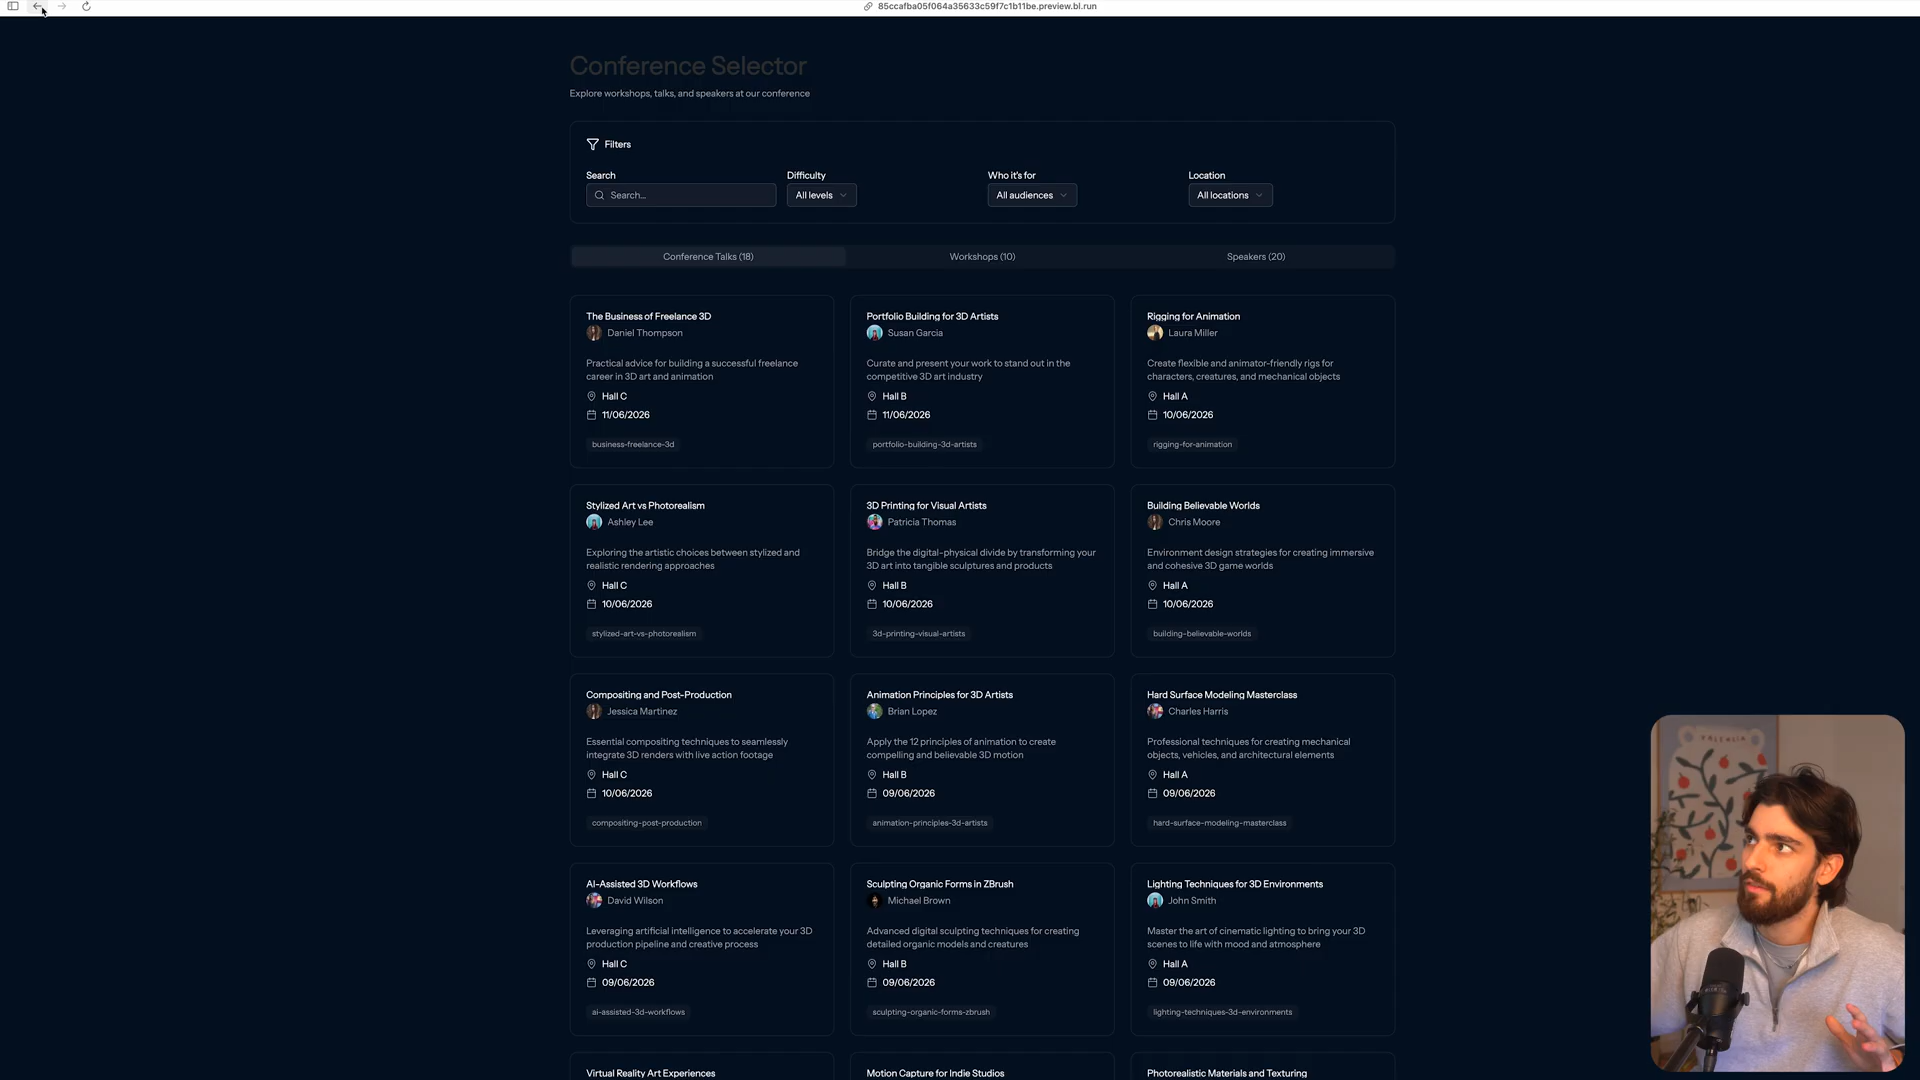 85ccafba05f064a35633c59f7c1b11be.preview.bl.run
Conference Selector
Explore workshops, talks, and speakers at our conference
Filters
Search
Difficulty
Who it's for
Location
Search...
All levels
All audiences
All locations
Conference Talks (18)
Workshops (10)
Speakers (20)
The Business of Freelance 3D
Daniel Thompson
Practical advice for building a successful freelance
career in 3D art and animation
Hall C
11/06/2026
business-freelance-3d
Portfolio Building for 3D Artists
Susan Garcia
Curate and present your work to stand out in the
competitive 3D art industry
Hall B
11/06/2026
portfolio-building-3d-artists
Rigging for Animation
Laura Miller
Create flexible and animator-friendly rigs for
characters, creatures, and mechanical objects
Hall A
10/06/2026
rigging-for-animation
Stylized Art vs Photorealism
Ashley Lee
Exploring the artistic choices between stylized and
realistic rendering approaches
Hall C
10/06/2026
stylized-art-vs-photorealism
3D Printing for Visual Artists
Patricia Thomas
Bridge the digital-physical divide by transforming your
3D art into tangible sculptures and products
Hall B
10/06/2026
3d-printing-visual-artists
Building Believable Worlds
Chris Moore
Environment design strategies for creating immersive
and cohesive 3D game worlds
Hall A
10/06/2026
building-believable-worlds
Compositing and Post-Production
Jessica Martinez
Essential compositing techniques to seamlessly
integrate 3D renders with live action footage
Hall C
10/06/2026
compositing-post-production
Animation Principles for 3D Artists
Brian Lopez
Apply the 12 principles of animation to create
compelling and believable 3D motion
Hall B
09/06/2026
animation-principles-3d-artists
Hard Surface Modeling Masterclass
Charles Harris
Professional techniques for creating mechanical
objects, vehicles, and architectural elements
Hall A
09/06/2026
hard-surface-modeling-masterclass
AI-Assisted 3D Workflows
David Wilson
Leveraging artificial intelligence to accelerate your 3D
production pipeline and creative process
Hall C
09/06/2026
ai-assisted-3d-workflows
Sculpting Organic Forms in ZBrush
Michael Brown
Advanced digital sculpting techniques for creating
detailed organic models and creatures
Hall B
09/06/2026
sculpting-organic-forms-zbrush
Lighting Techniques for 3D Environments
John Smith
Master the art of cinematic lighting to bring your 3D
scenes to life with mood and atmosphere
Hall A
09/06/2026
lighting-techniques-3d-environments
Virtual Reality Art Experiences
Motion Capture for Indie Studios
Photorealistic Materials and Texturing
VALENCIA